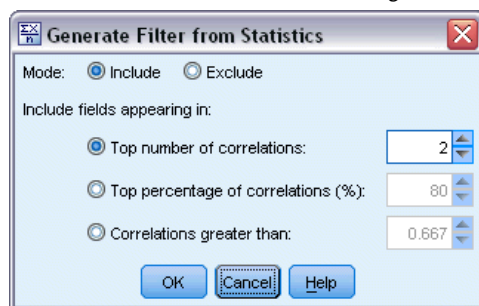 Generate Filter from Statistics
Mode: Include Exclude
Include fields appearing in:
Top number of correlations: 2
Top percentage of correlations (%): 80
Correlations greater than: 0.667
OK Cancel Help